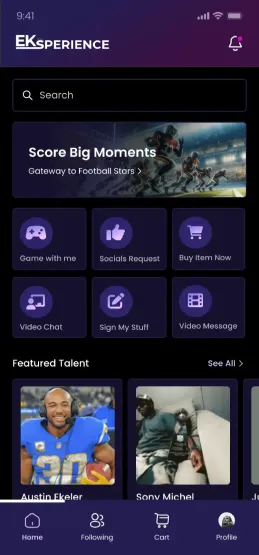 9:41
EKSPERIENCE
Search
Score Big Moments
Gateway to Football Stars >
Game with me
Socials Request
Buy Item Now
Video Chat
Sign My Stuff
Video Message
Featured Talent
See All >
30
Austin Ekeler
Sony Michel
Home
Following
Cart
Profile